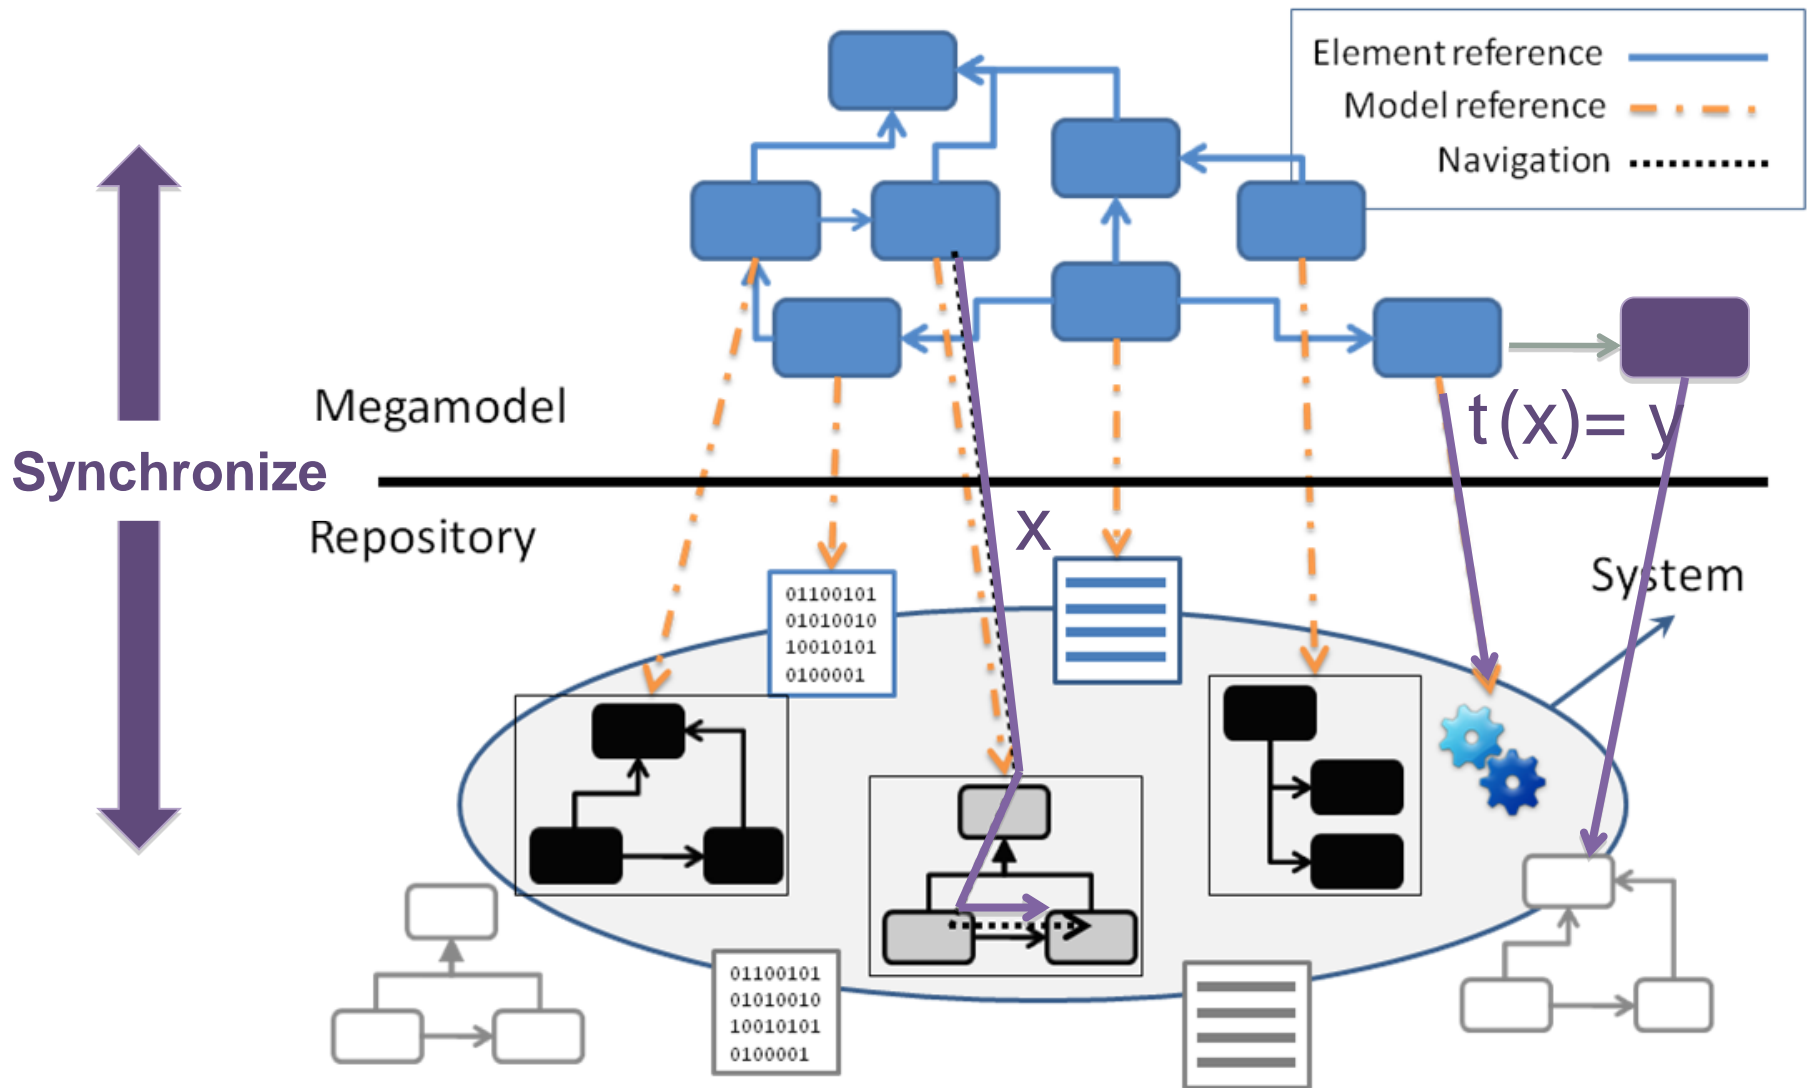 Element reference
Model reference
Navigation
Megamodel
t(x)= y
Synchronize
x
Repository
System
01100101
01010010
10010101
0100001
01100101
01010010
10010101
0100001